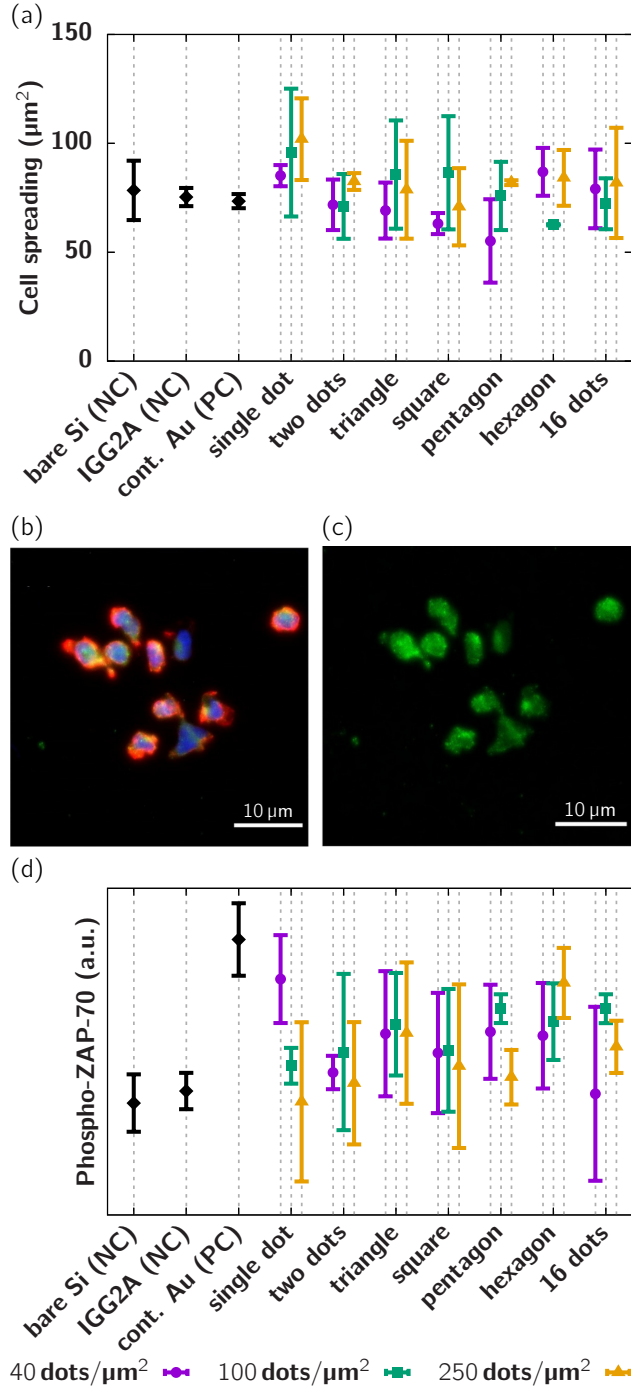 (a)
150
100
50
0
Cell spreading (μm²)
bare Si (NC)
IGG2A (NC)
cont. Au (PC)
single dot
two dots
triangle
square
pentagon
hexagon
16 dots
(b)
(c)
10 μm
10 μm
(d)
Phospho-ZAP-70 (a.u.)
bare Si (NC)
IGG2A (NC)
cont. Au (PC)
single dot
two dots
triangle
square
pentagon
hexagon
16 dots
40 dots/μm² 100 dots/μm² 250 dots/μm²